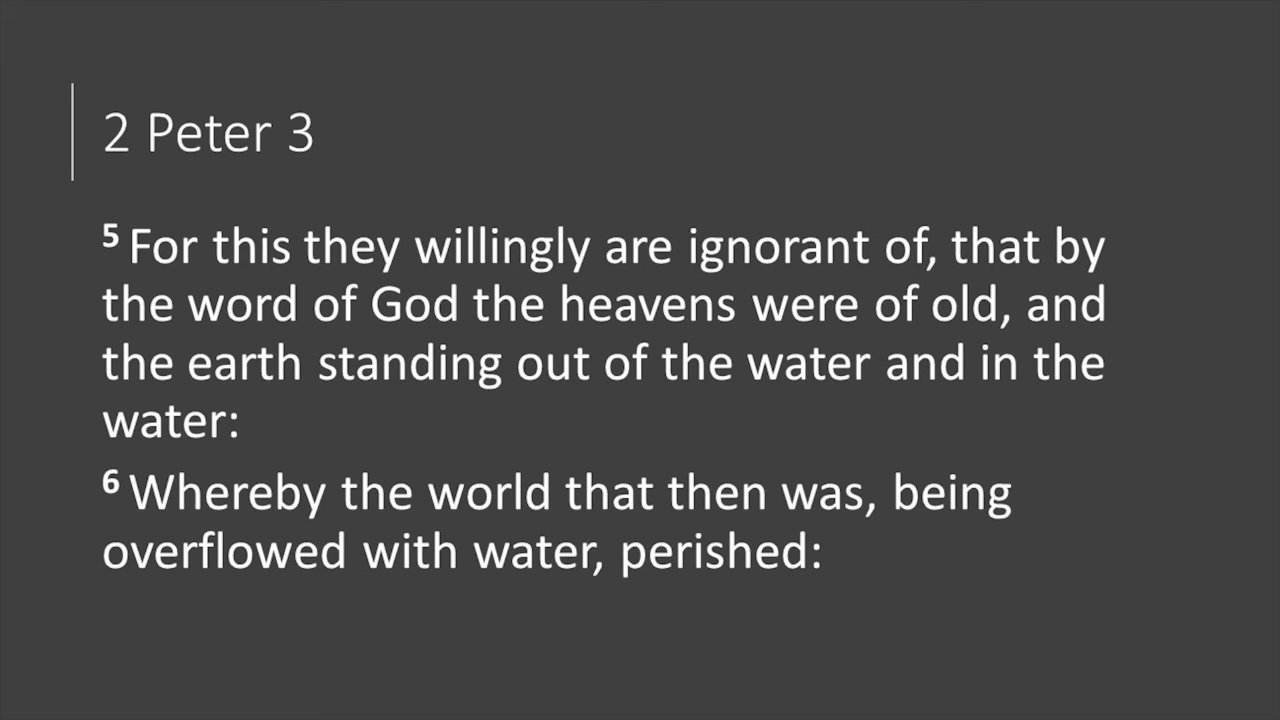 2 Peter 3
⁵ For this they willingly are ignorant of, that by
the word of God the heavens were of old, and
the earth standing out of the water and in the
water:
⁶ Whereby the world that then was, being
overflowed with water, perished: